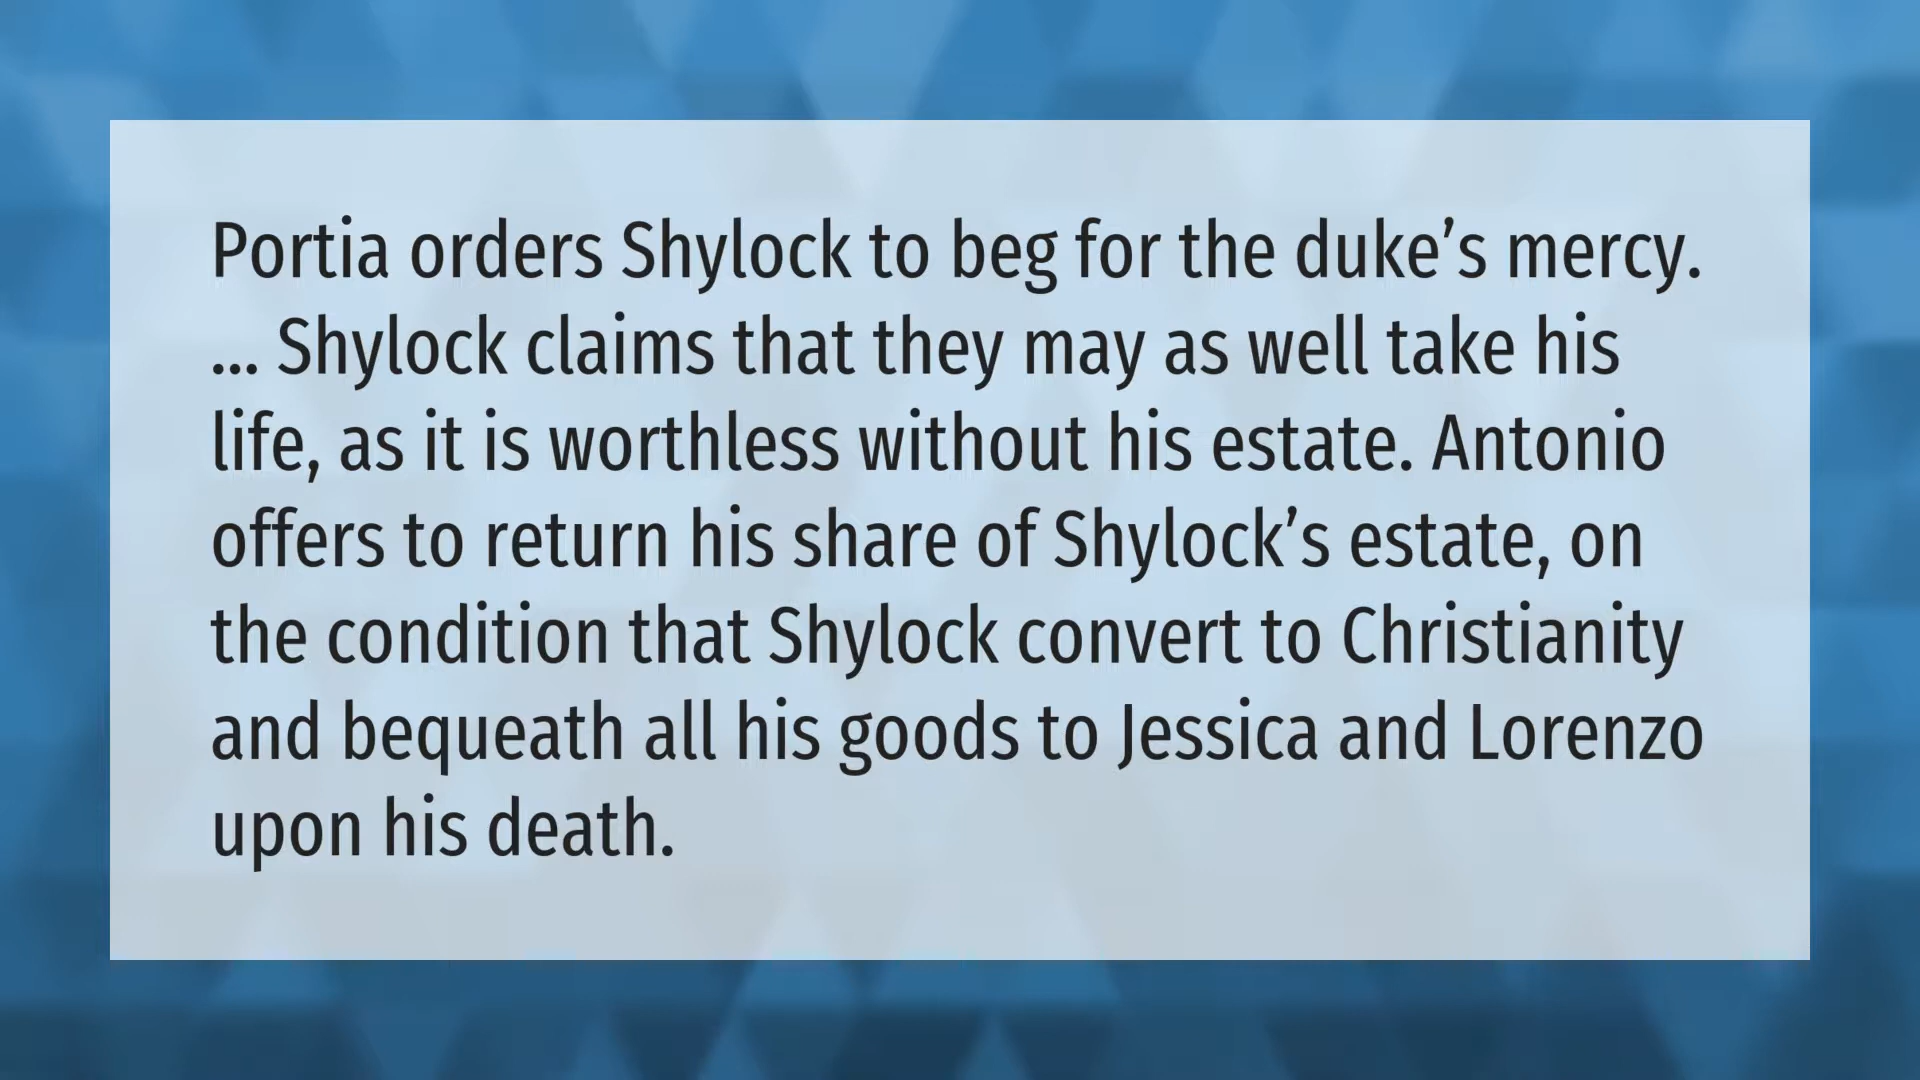 Portia orders Shylock to beg for the duke’s mercy.
... Shylock claims that they may as well take his
life, as it is worthless without his estate. Antonio
offers to return his share of Shylock’s estate, on
the condition that Shylock convert to Christianity
and bequeath all his goods to Jessica and Lorenzo
upon his death.